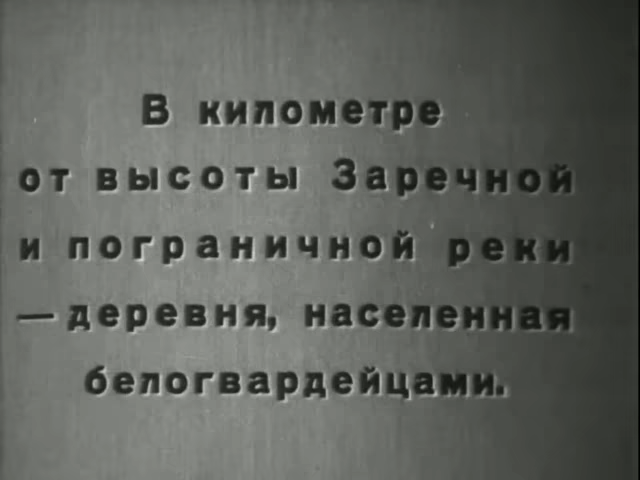 В километре
от высоты Заречной
и пограничной реки
— деревня, населенная
белогвардейцами.